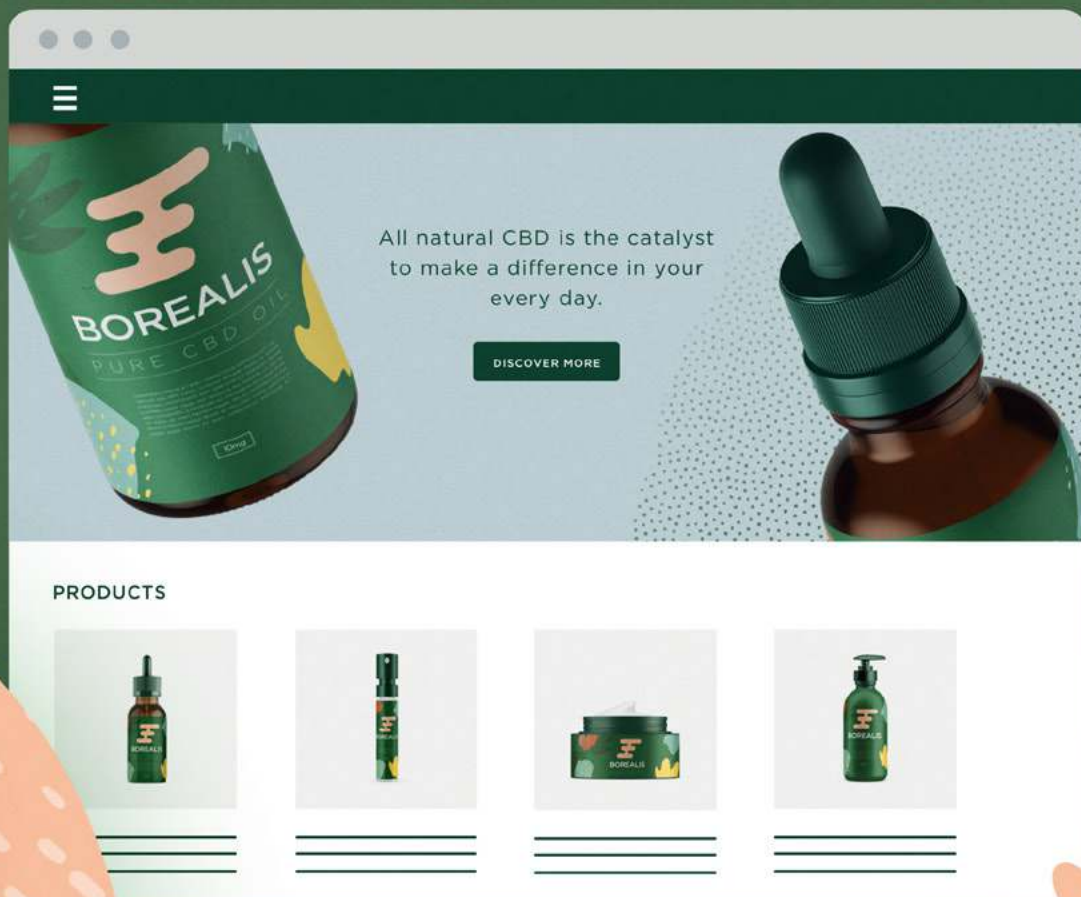 BOREALIS
PURE CBD OIL
10mg
All natural CBD is the catalyst
to make a difference in your
every day.
DISCOVER MORE
PRODUCTS
BOREALIS
BOREALIS
BOREALIS
BOREALIS